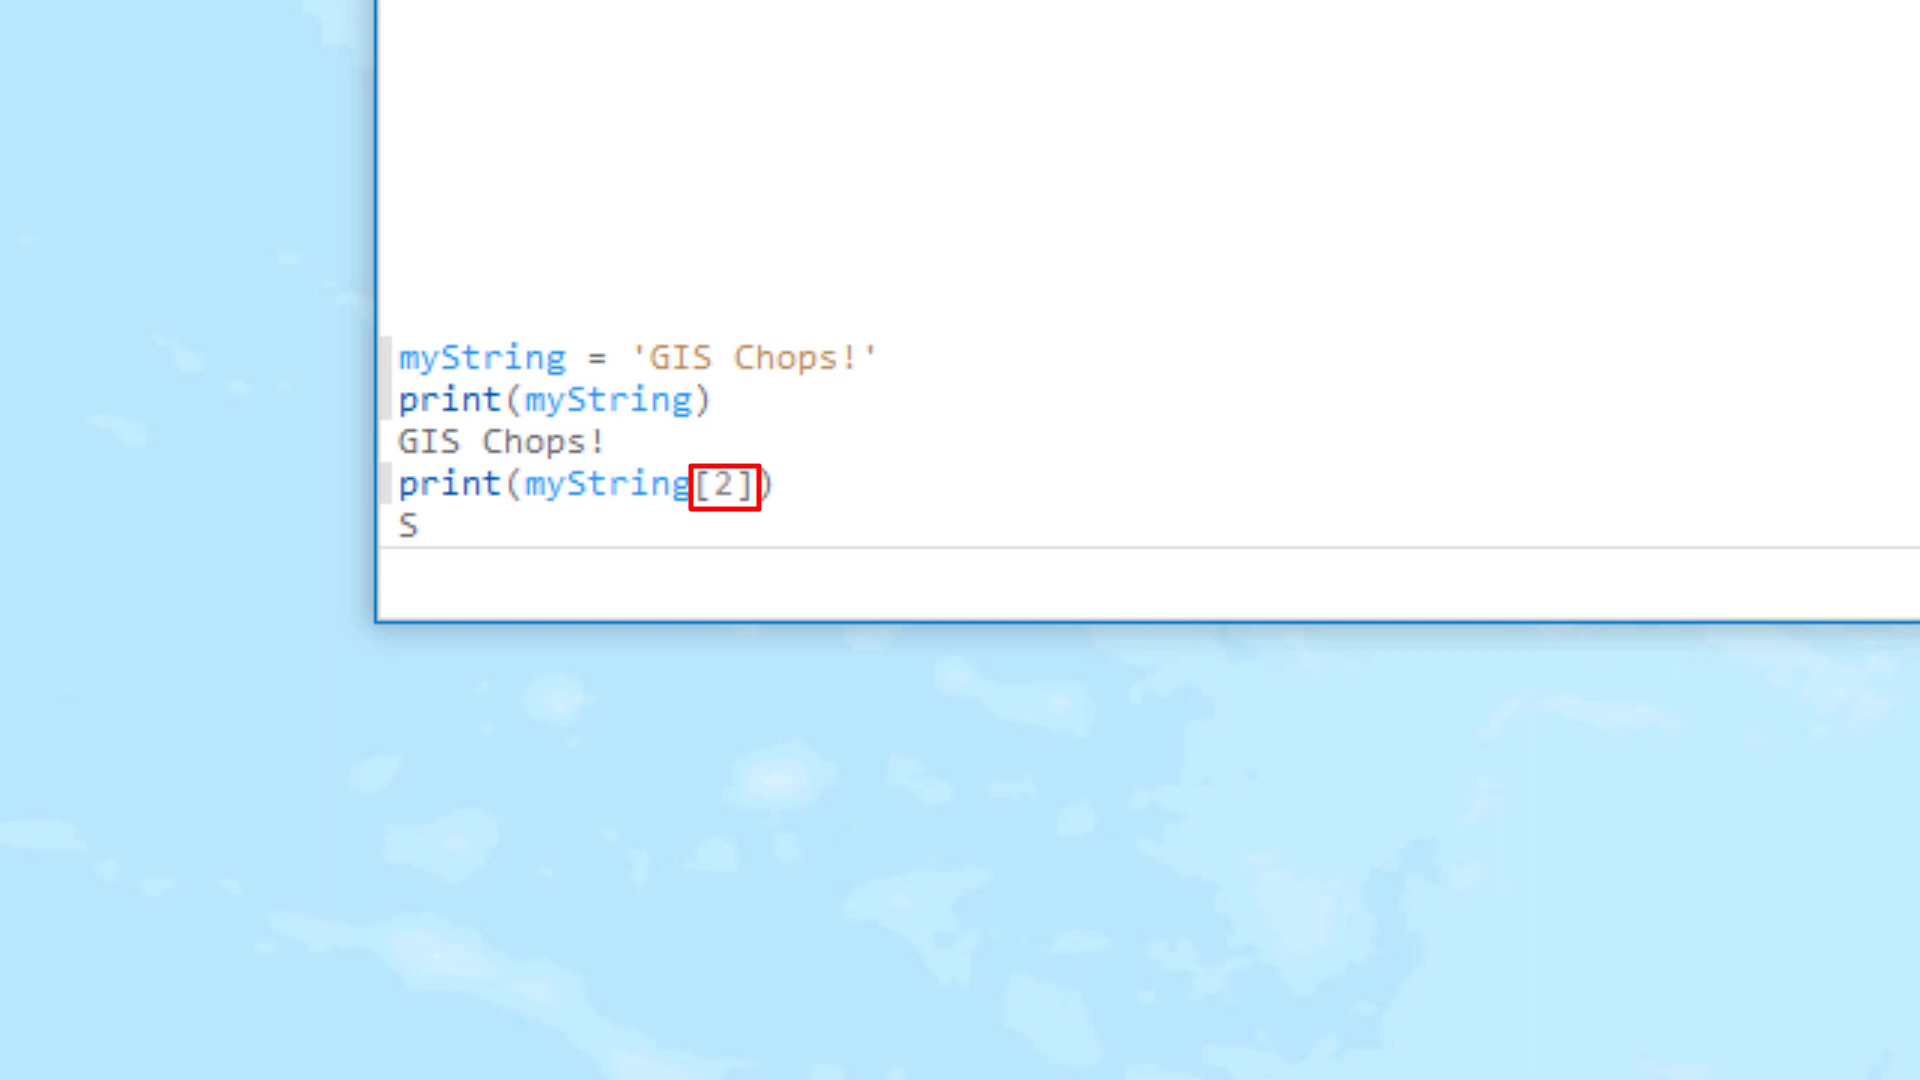 myString = 'GIS Chops!'
print(myString)
GIS Chops!
print(myString[2])
S